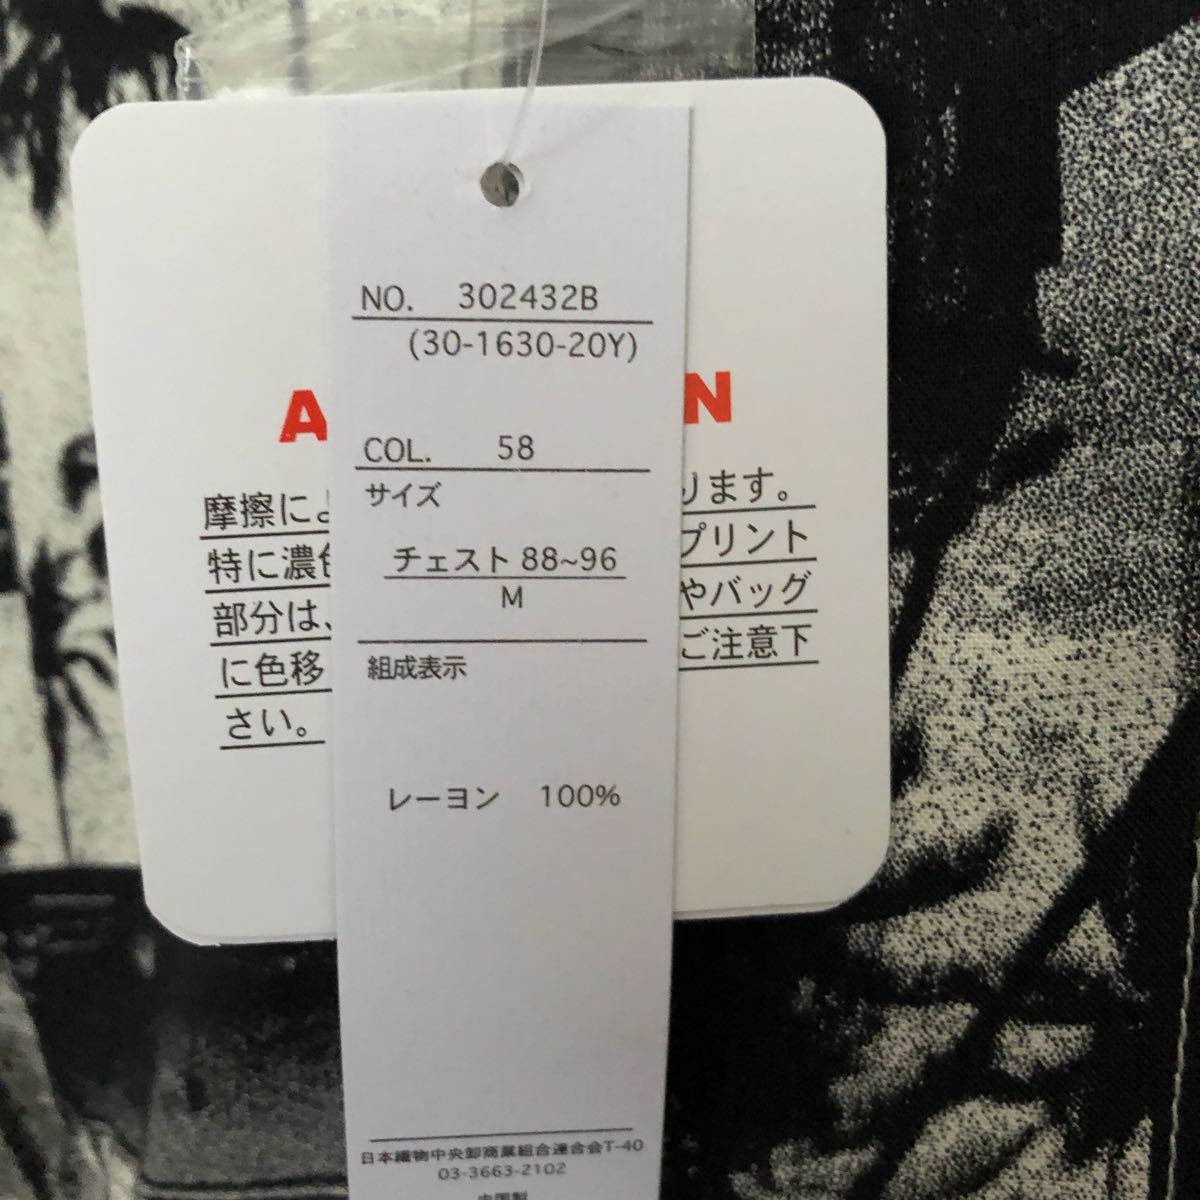 NO. 302432B
(30-1630-20Y)
COL. 58
サイズ
チェスト 88~96
M
組成表示
レーヨン 100%
日本織物中央卸商業組合連合会T-40
03-3663-2102
中国製
A N
摩擦によ ります。
特に濃色 プリント
部分は、 やバッグ
に色移 ご注意下
さい。